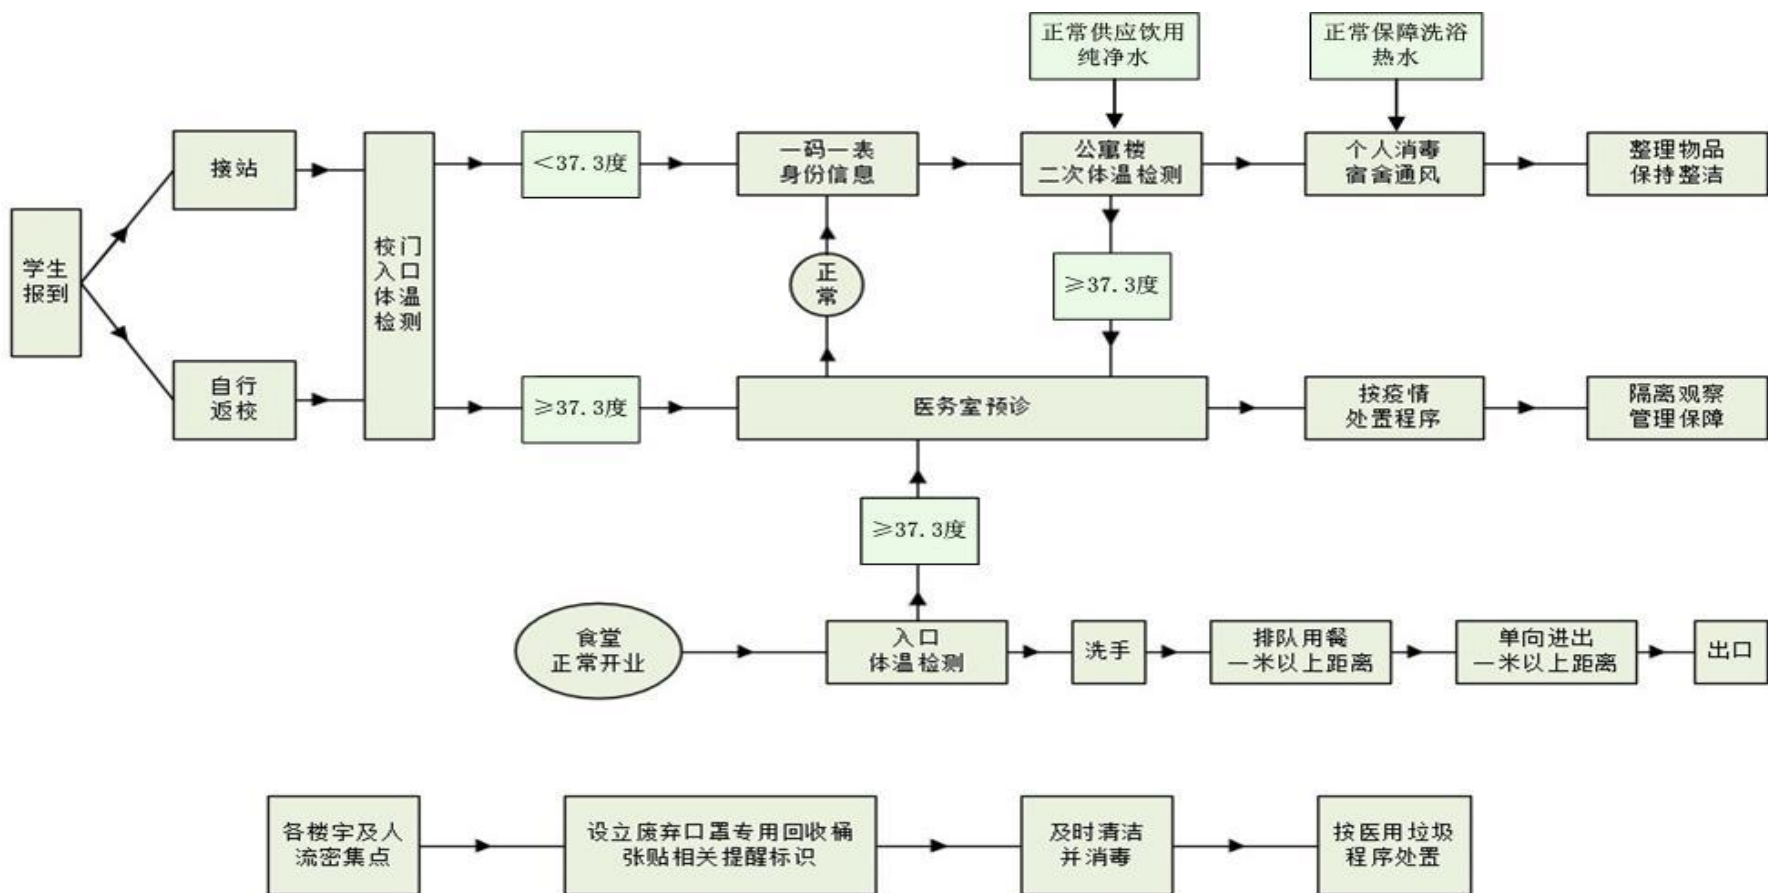 正常供应饮用
纯净水
正常保障洗浴
热水
接站
<37.3度
一码一表
身份信息
公寓楼
二次体温检测
个人消毒
宿舍通风
整理物品
保持整洁
学生
报到
校门
入口
体温
检测
正
常
≥37.3度
自行
返校
≥37.3度
医务室预诊
按疫情
处置程序
隔离观察
管理保障
≥37.3度
食堂
正常开业
入口
体温检测
洗手
排队用餐
一米以上距离
单向进出
一米以上距离
出口
各楼宇及人
流密集点
设立废弃口罩专用回收桶
张贴相关提醒标识
及时清洁
并消毒
按医用垃圾
程序处置